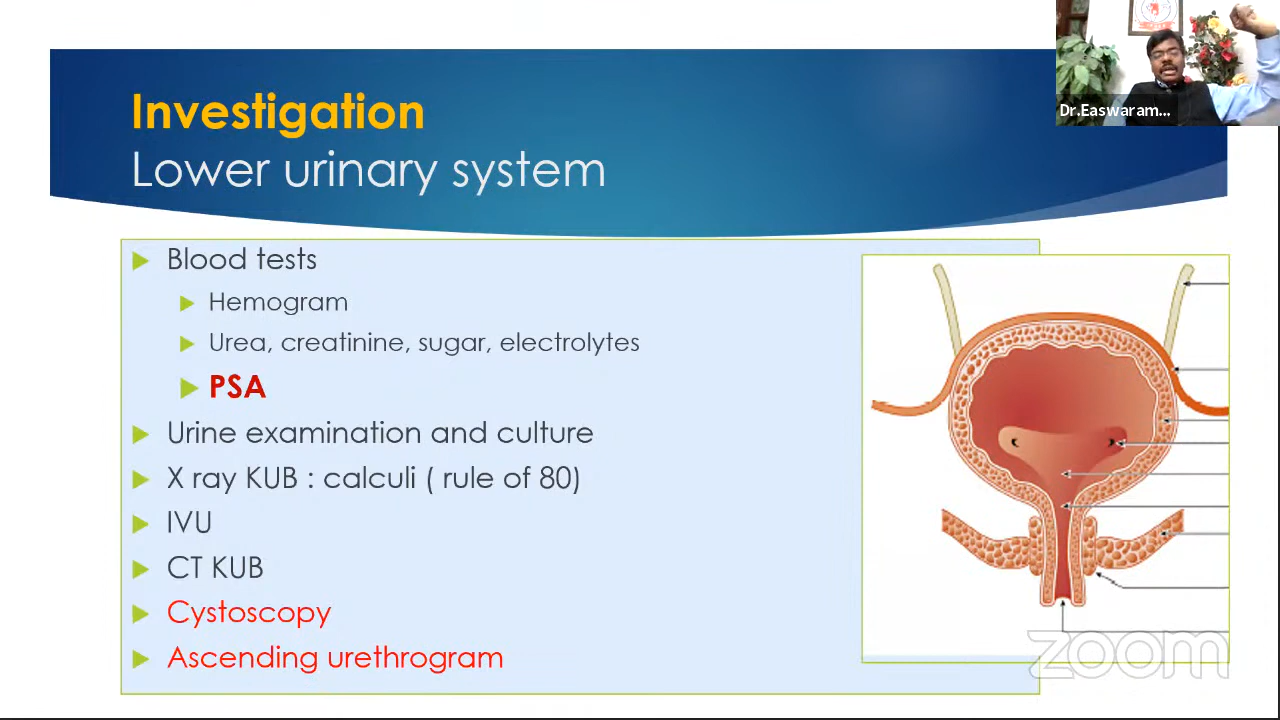 Investigation
Lower urinary system
Dr.Easwaram...
Blood tests
Hemogram
Urea, creatinine, sugar, electrolytes
PSA
Urine examination and culture
X ray KUB : calculi ( rule of 80)
IVU
CT KUB
Cystoscopy
Ascending urethrogram
zoom